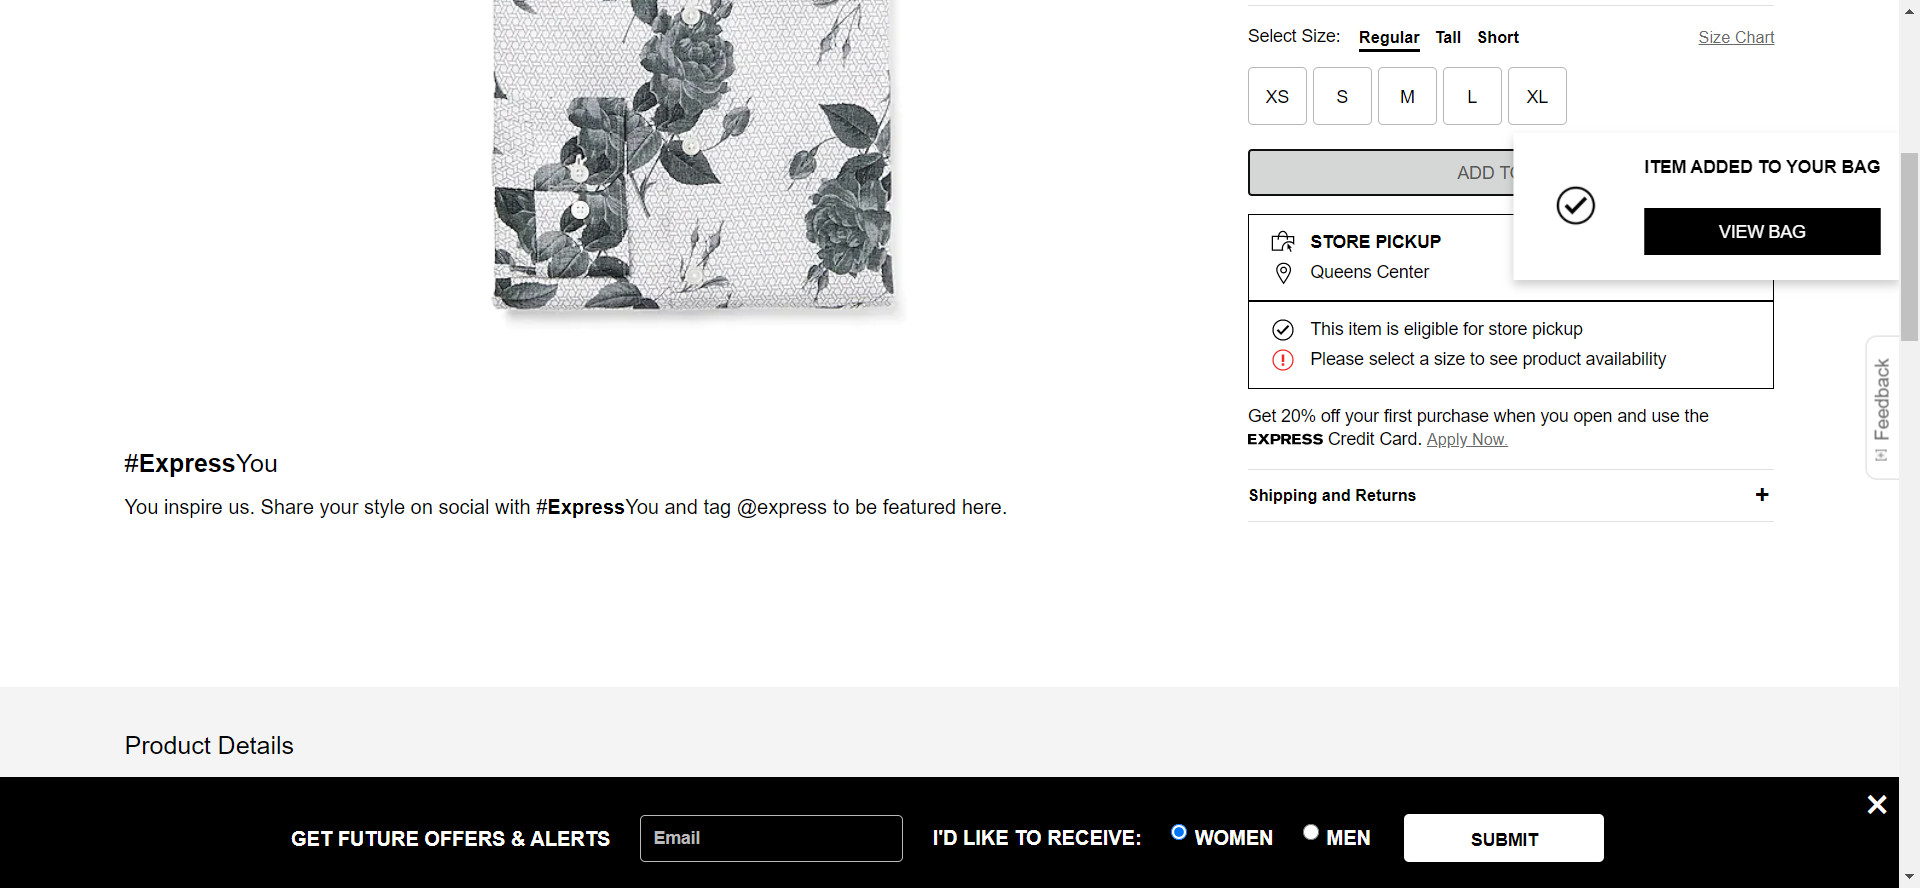 Select Size: Regular Tall Short Size Chart
XS S M L XL
ADD TO
ITEM ADDED TO YOUR BAG
VIEW BAG
STORE PICKUP
Queens Center
This item is eligible for store pickup
Please select a size to see product availability
Get 20% off your first purchase when you open and use the
EXPRESS Credit Card. Apply Now.
Shipping and Returns +
[+] Feedback
#ExpressYou
You inspire us. Share your style on social with #ExpressYou and tag @express to be featured here.
Product Details
GET FUTURE OFFERS & ALERTS Email I'D LIKE TO RECEIVE: WOMEN MEN SUBMIT